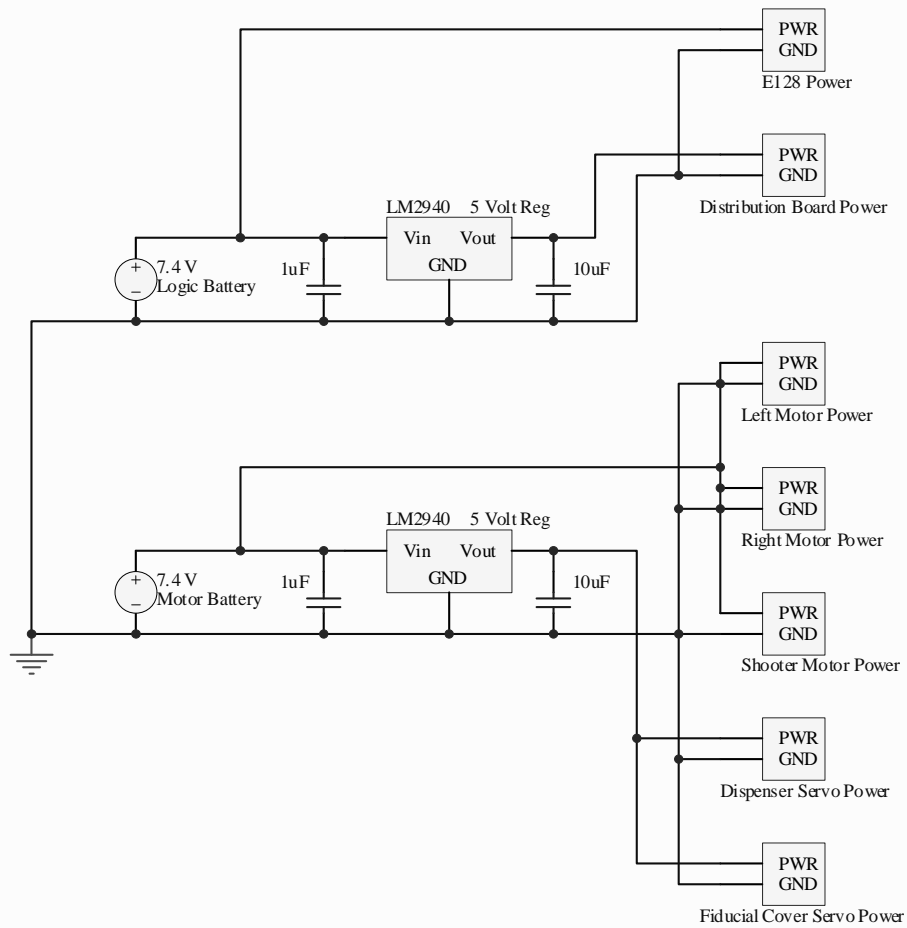 PWR
GND
E128 Power
PWR
GND
Distribution Board Power
LM2940 5 Volt Reg
Vin Vout
GND
+
7.4 V
Logic Battery
−
1uF
10uF
PWR
GND
Left Motor Power
PWR
GND
Right Motor Power
LM2940 5 Volt Reg
Vin Vout
GND
+
7.4 V
Motor Battery
−
1uF
10uF
PWR
GND
Shooter Motor Power
PWR
GND
Dispenser Servo Power
PWR
GND
Fiducial Cover Servo Power